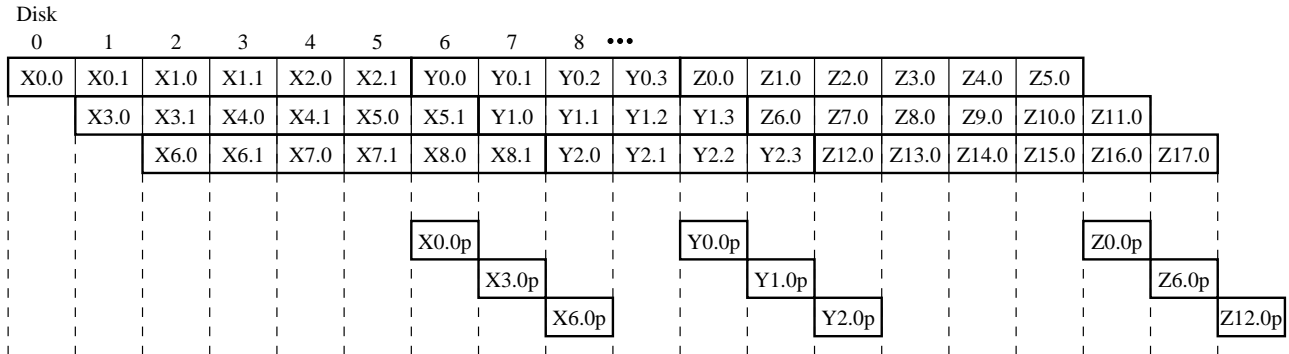 Disk
0 1 2 3 4 5 6 7 8 •••
X0.0 X0.1 X1.0 X1.1 X2.0 X2.1 Y0.0 Y0.1 Y0.2 Y0.3 Z0.0 Z1.0 Z2.0 Z3.0 Z4.0 Z5.0
X3.0 X3.1 X4.0 X4.1 X5.0 X5.1 Y1.0 Y1.1 Y1.2 Y1.3 Z6.0 Z7.0 Z8.0 Z9.0 Z10.0 Z11.0
X6.0 X6.1 X7.0 X7.1 X8.0 X8.1 Y2.0 Y2.1 Y2.2 Y2.3 Z12.0 Z13.0 Z14.0 Z15.0 Z16.0 Z17.0
X0.0p Y0.0p Z0.0p
X3.0p Y1.0p Z6.0p
X6.0p Y2.0p Z12.0p